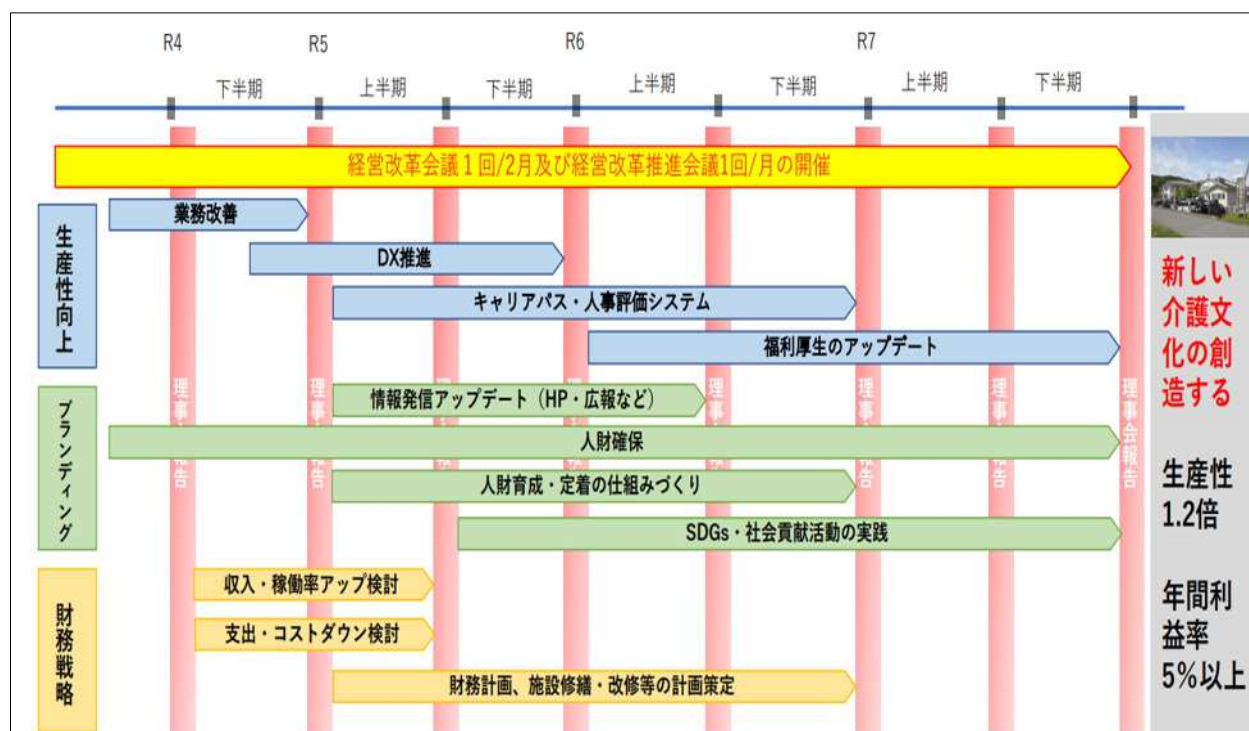 R4
R5
R6
R7
下半期
上半期
下半期
上半期
下半期
上半期
下半期
経営改革会議1回/2月及び経営改革推進会議1回/月の開催
生産性向上
業務改善
DX推進
キャリアパス・人事評価システム
福利厚生のアップデート
ブランディング
情報発信アップデート(HP・広報など)
人財確保
人財育成・定着の仕組みづくり
SDGs・社会貢献活動の実践
財務戦略
収入・稼働率アップ検討
支出・コストダウン検討
財務計画、施設修繕・改修等の計画策定
理事会報告
新しい
介護文
化の創
造する
生産性
1.2倍
年間利
益率
5%以上